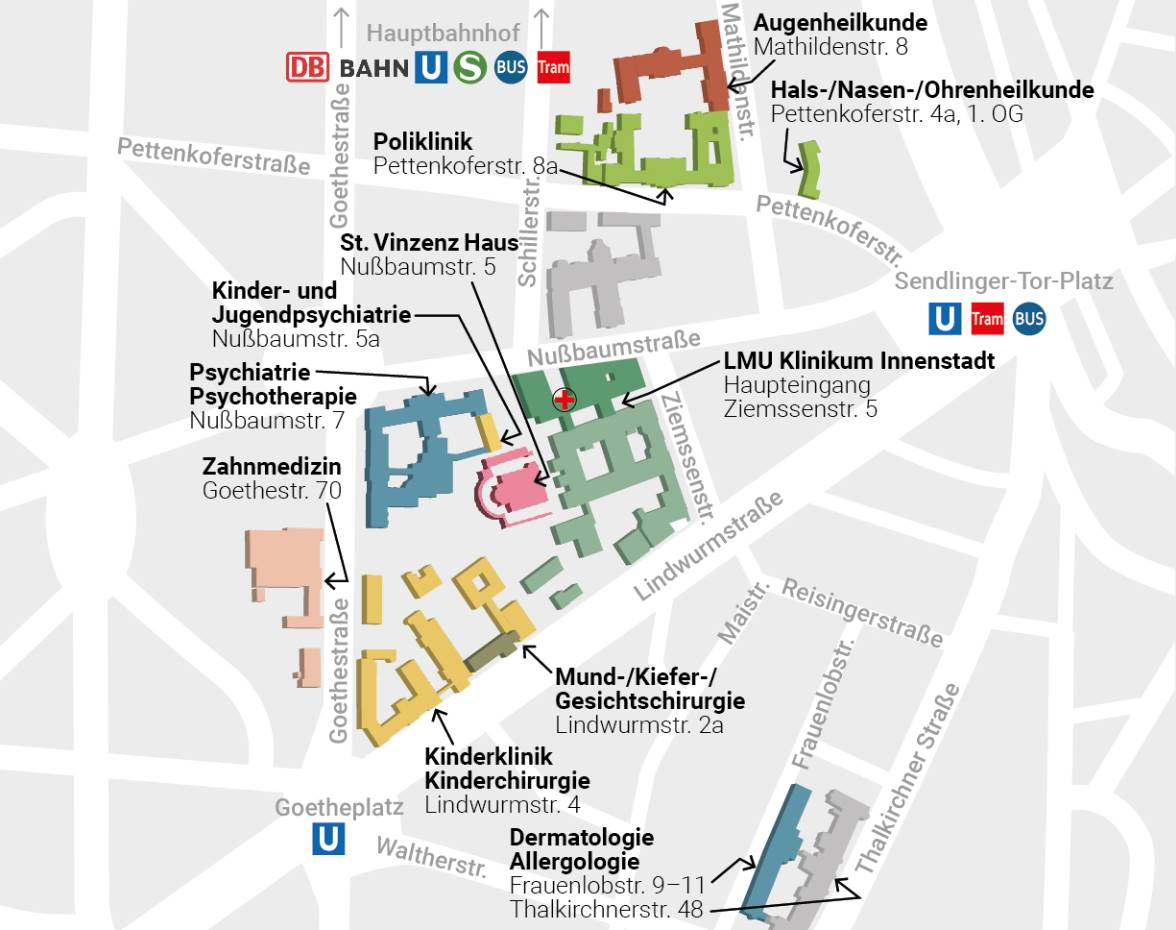 Hauptbahnhof
DB BAHN U S BUS Tram
Mathildenstr.
Augenheilkunde
Mathildenstr. 8
Hals-/Nasen-/Ohrenheilkunde
Pettenkoferstr. 4a, 1. OG
Pettenkoferstraße
Goethestraße
Poliklinik
Pettenkoferstr. 8a
Schillerstr.
Pettenkoferstr.
St. Vinzenz Haus
Nußbaumstr. 5
Sendlinger-Tor-Platz
U Tram BUS
Kinder- und
Jugendpsychiatrie
Nußbaumstr. 5a
Nußbaumstraße
LMU Klinikum Innenstadt
Haupteingang
Ziemssenstr. 5
Psychiatrie
Psychotherapie
Nußbaumstr. 7
Ziemssenstr.
Zahnmedizin
Goethestr. 70
Lindwurmstraße
Maistr.
Reisingerstraße
Goethestraße
Frauenlobstr.
Thalkirchner Straße
Mund-/Kiefer-/
Gesichtschirurgie
Lindwurmstr. 2a
Kinderklinik
Kinderchirurgie
Lindwurmstr. 4
Goetheplatz
U
Waltherstr.
Dermatologie
Allergologie
Frauenlobstr. 9–11
Thalkirchnerstr. 48